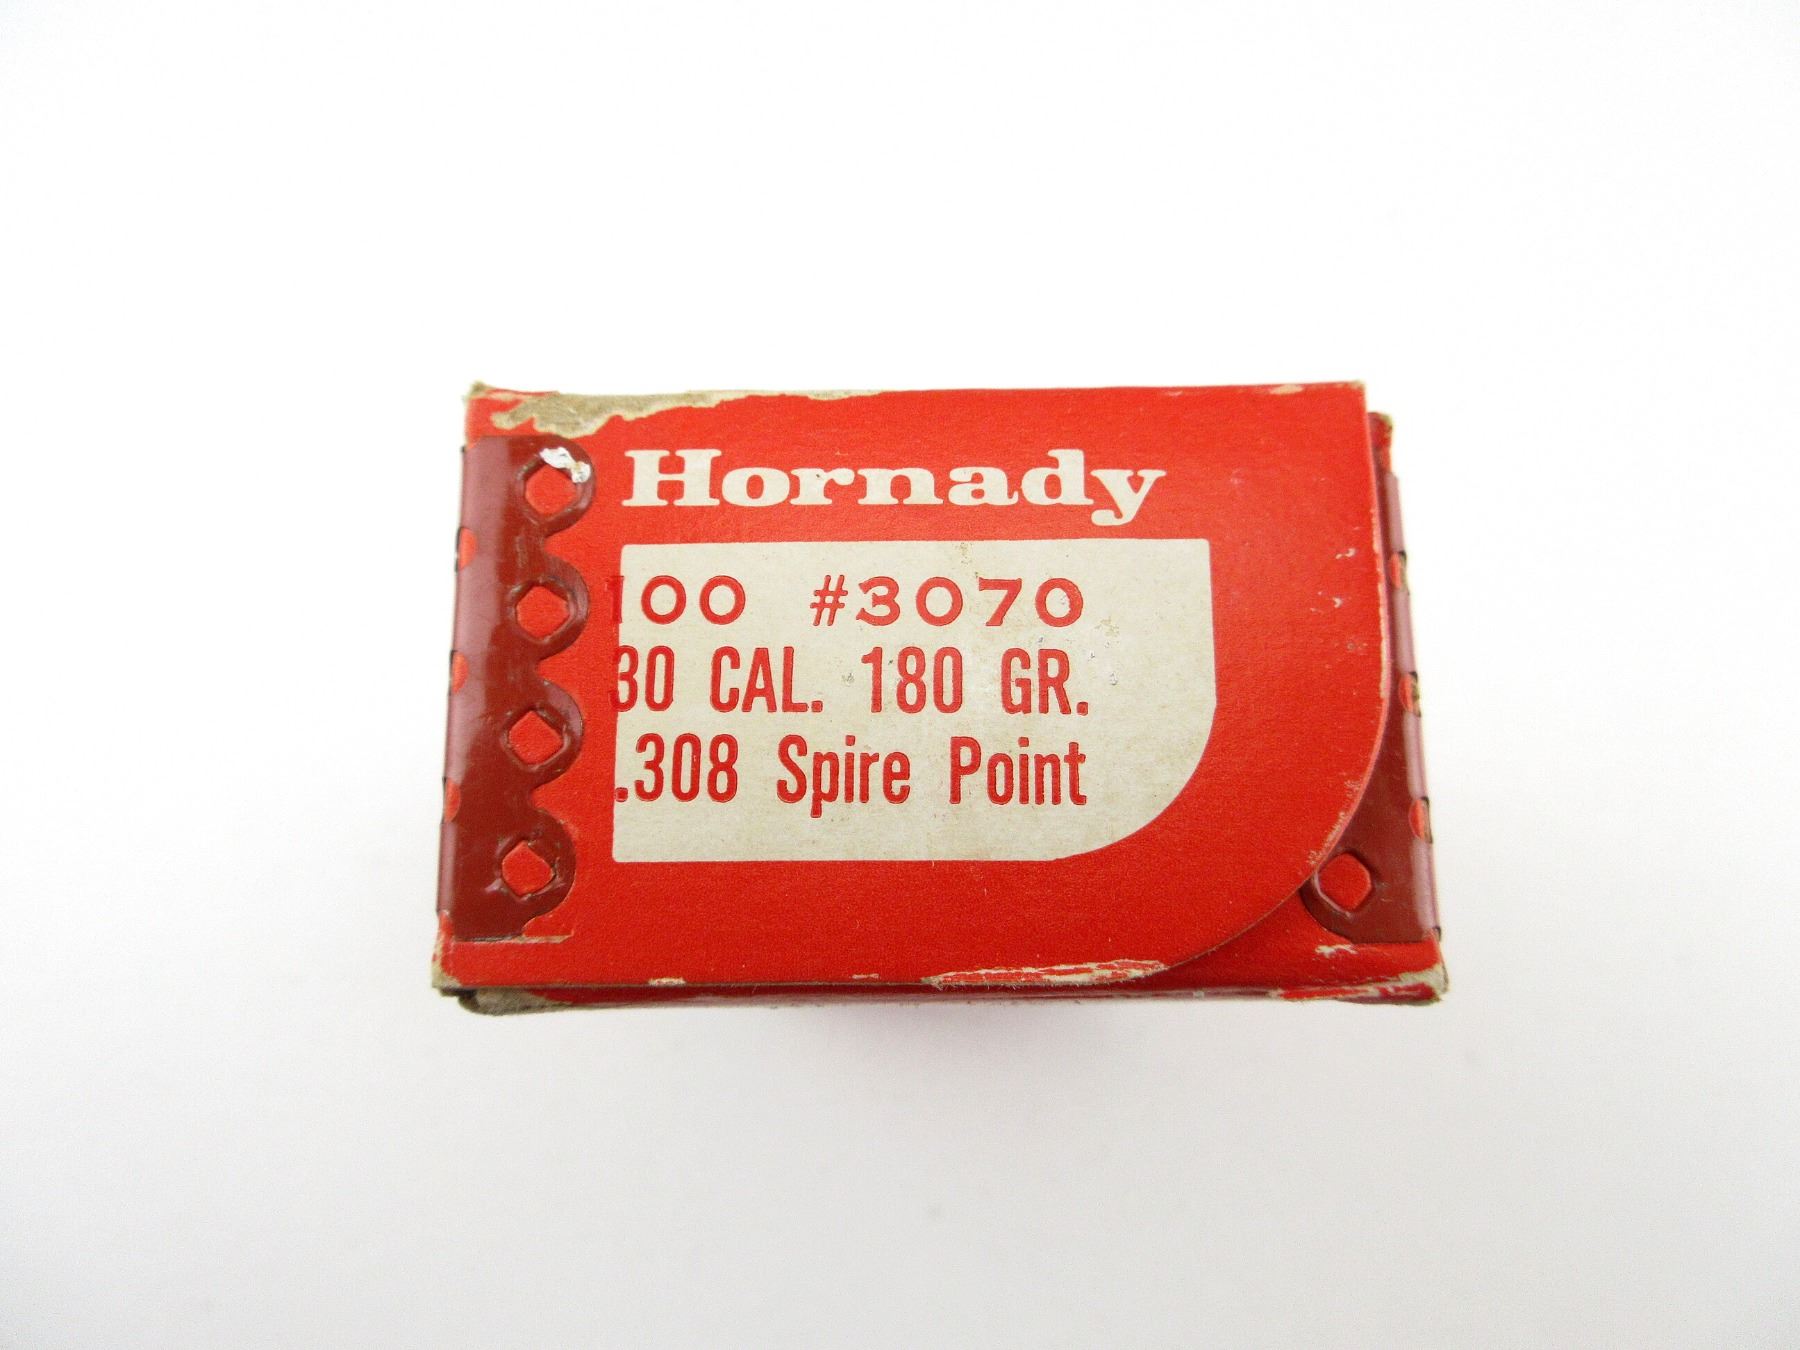 Hornady
100 #3070
30 CAL. 180 GR.
.308 Spire Point